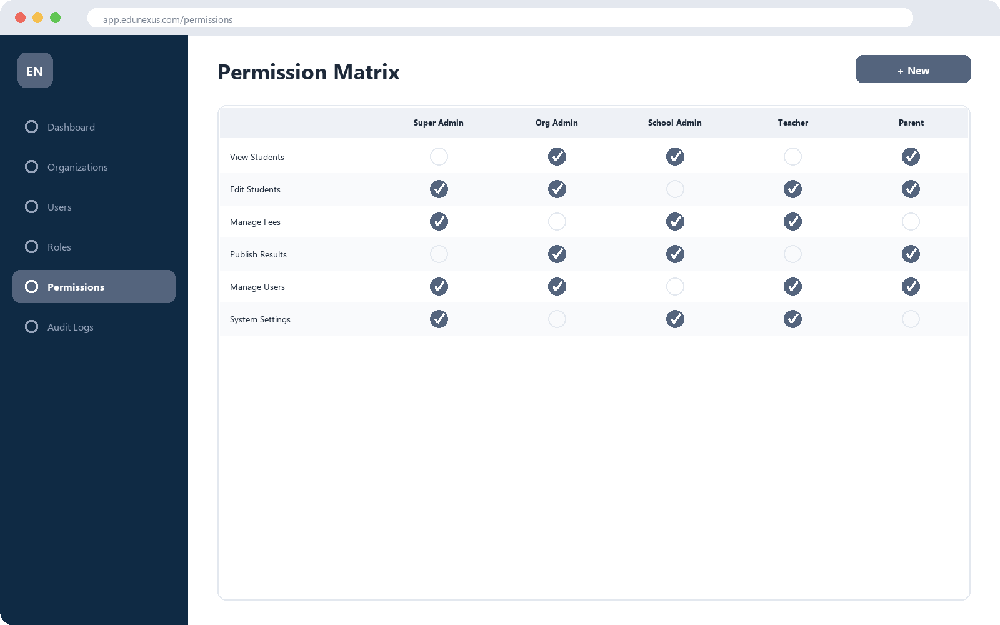 app.edunexus.com/permissions
EN
Dashboard
Organizations
Users
Roles
Permissions
Audit Logs
Permission Matrix
+ New
Super Admin Org Admin School Admin Teacher Parent
View Students
Edit Students
Manage Fees
Publish Results
Manage Users
System Settings